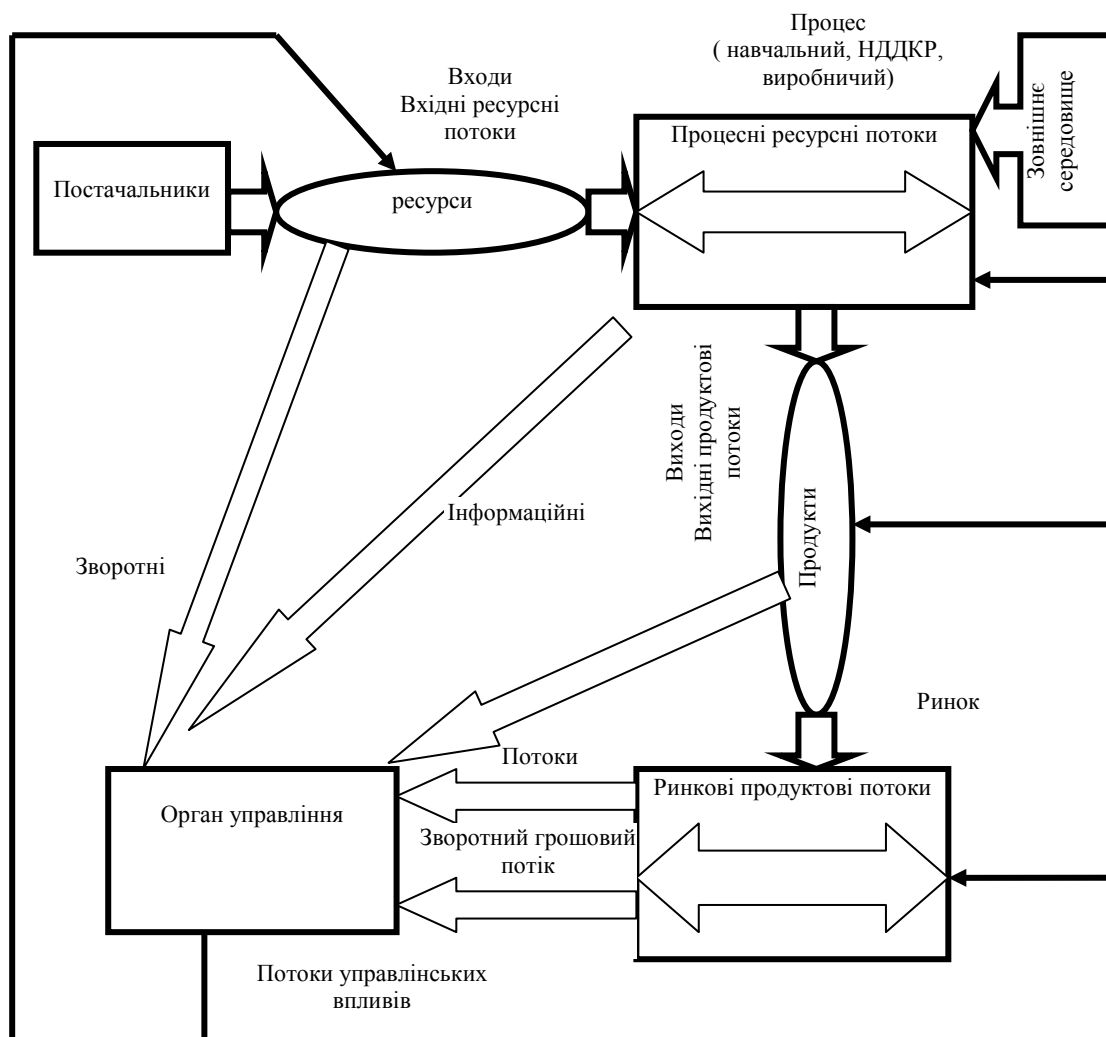 Процес
( навчальний, НДДКР,
виробничий)
Входи
Вхідні ресурсні
потоки
Зовнішнє
середовище
Процесні ресурсні потоки
Постачальники
ресурси
Виходи
Вихідні продуктові
потоки
Інформаційні
Продукти
Зворотні
Ринок
Потоки
Ринкові продуктові потоки
Орган управління
Зворотний грошовий
потік
Потоки управлінських
впливів